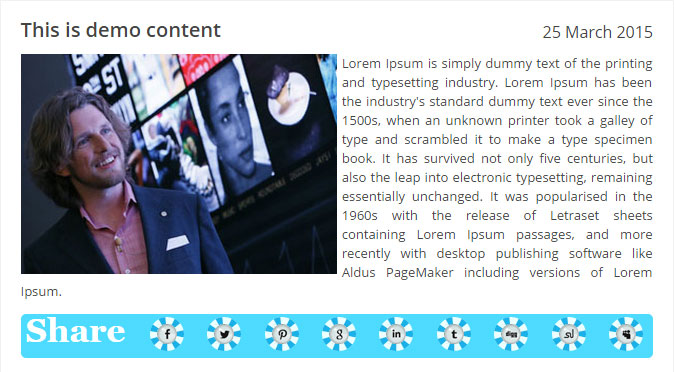 This is demo content
25 March 2015
Lorem Ipsum is simply dummy text of the printing
and typesetting industry. Lorem Ipsum has been
the industry's standard dummy text ever since the
1500s, when an unknown printer took a galley of
type and scrambled it to make a type specimen
book. It has survived not only five centuries, but
also the leap into electronic typesetting, remaining
essentially unchanged. It was popularised in the
1960s with the release of Letraset sheets
containing Lorem Ipsum passages, and more
recently with desktop publishing software like
Aldus PageMaker including versions of Lorem
Ipsum.
Share